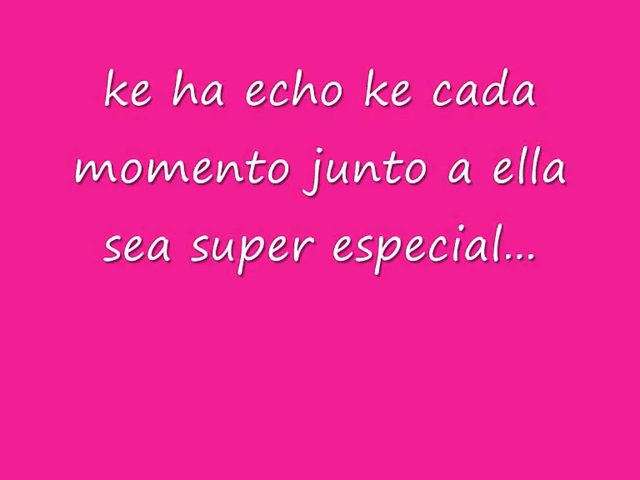 ke ha echo ke cada
momento junto a ella
sea super especial...